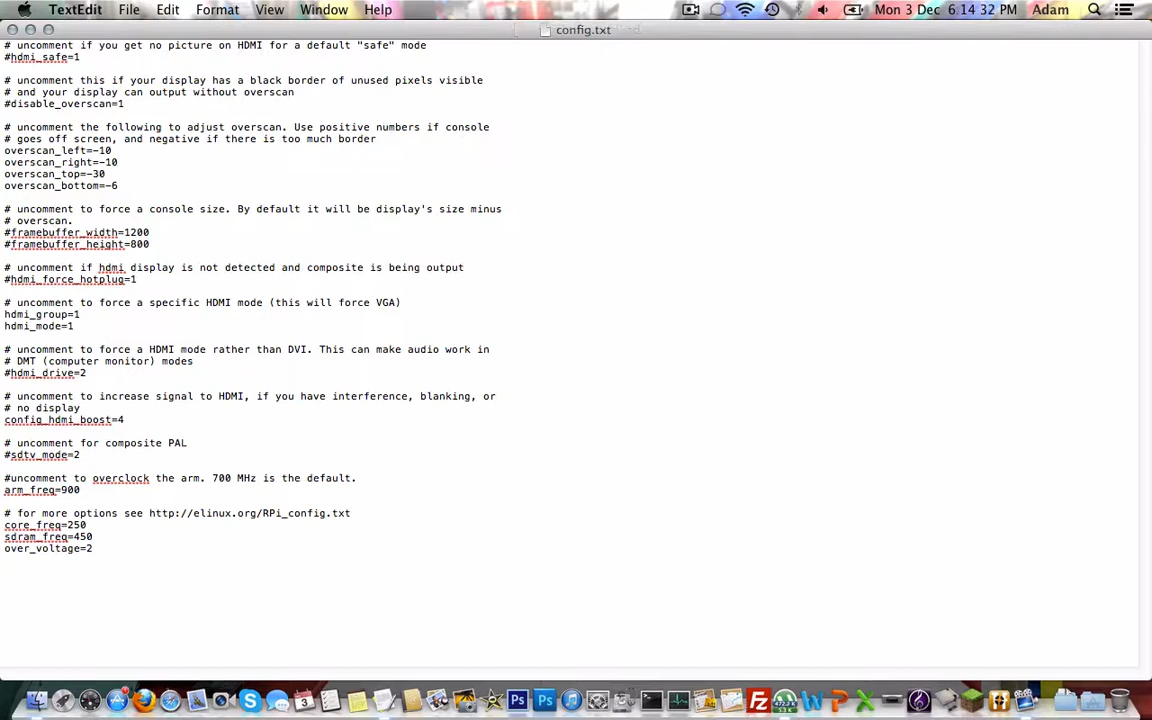 TextEdit File Edit Format View Window Help Mon 3 Dec 6:14:32 PM Adam
config.txt
# uncomment if you get no picture on HDMI for a default "safe" mode
#hdmi_safe=1
# uncomment this if your display has a black border of unused pixels visible
# and your display can output without overscan
#disable_overscan=1
# uncomment the following to adjust overscan. Use positive numbers if console
# goes off screen, and negative if there is too much border
overscan_left=-10
overscan_right=-10
overscan_top=-30
overscan_bottom=-6
# uncomment to force a console size. By default it will be display's size minus
# overscan.
#framebuffer_width=1200
#framebuffer_height=800
# uncomment if hdmi display is not detected and composite is being output
#hdmi_force_hotplug=1
# uncomment to force a specific HDMI mode (this will force VGA)
hdmi_group=1
hdmi_mode=1
# uncomment to force a HDMI mode rather than DVI. This can make audio work in
# DMT (computer monitor) modes
#hdmi_drive=2
# uncomment to increase signal to HDMI, if you have interference, blanking, or
# no display
config_hdmi_boost=4
# uncomment for composite PAL
#sdtv_mode=2
#uncomment to overclock the arm. 700 MHz is the default.
arm_freq=900
# for more options see http://elinux.org/RPi_config.txt
core_freq=250
sdram_freq=450
over_voltage=2